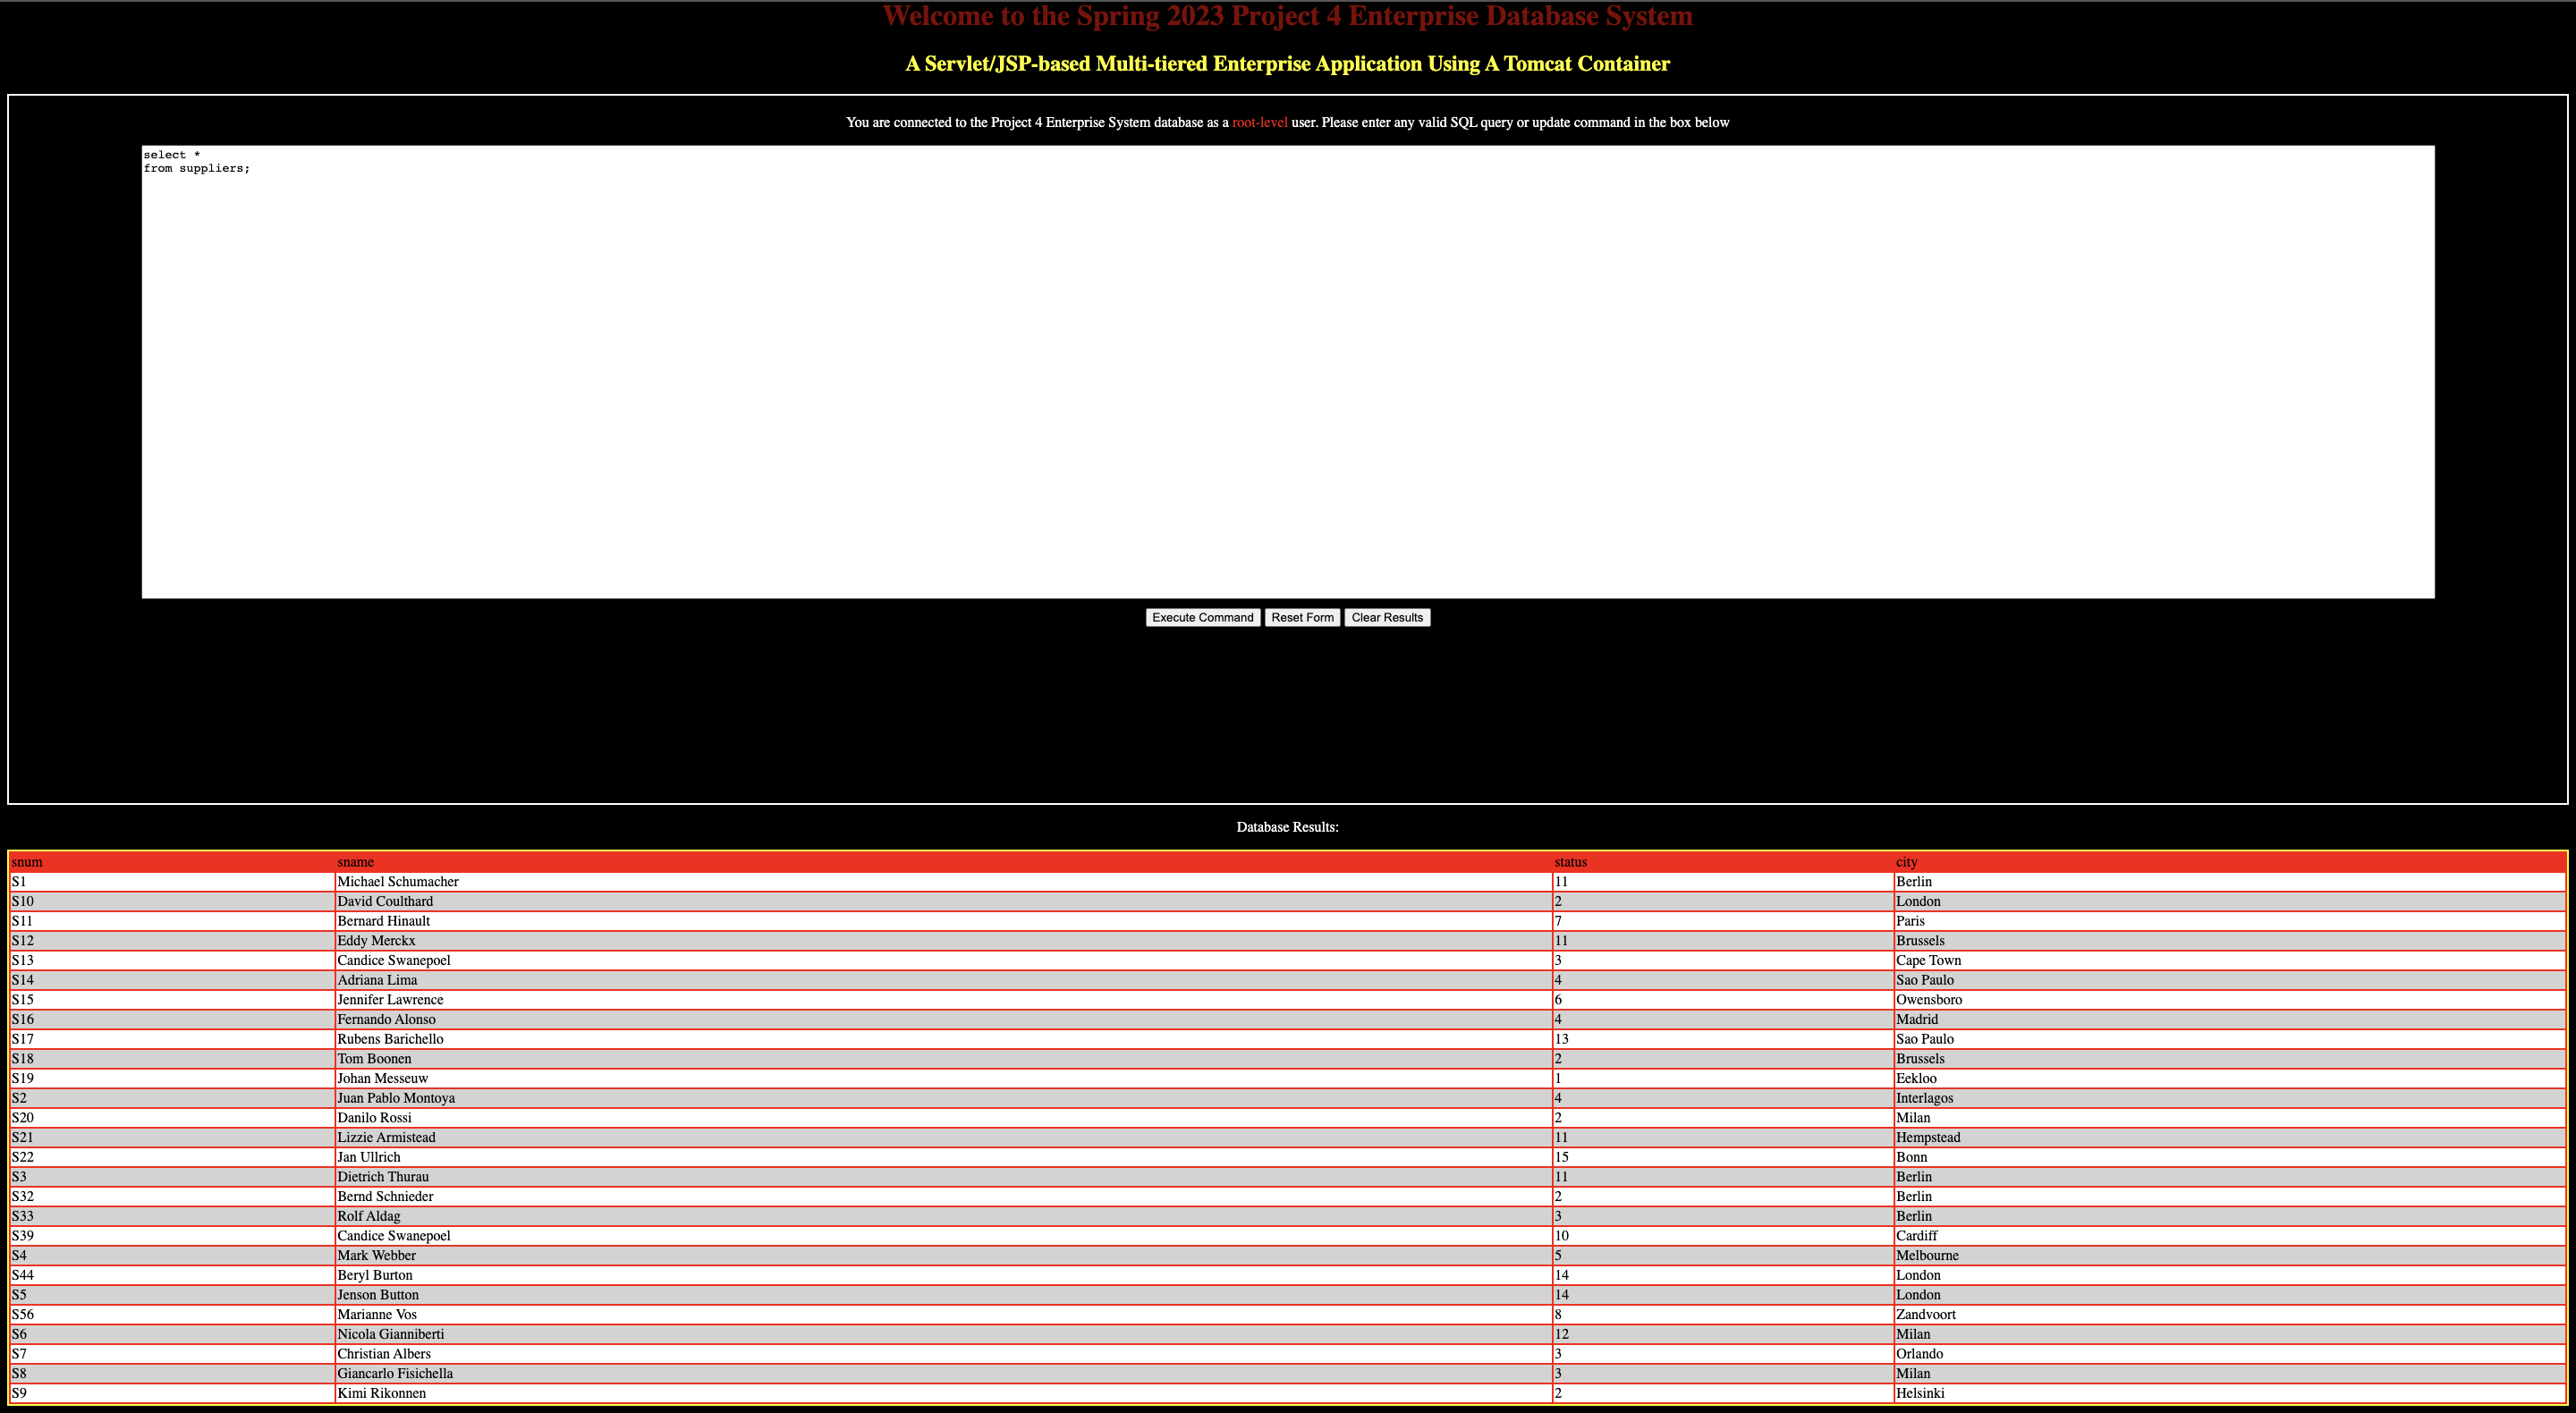 Welcome to the Spring 2023 Project 4 Enterprise Database System
A Servlet/JSP-based Multi-tiered Enterprise Application Using A Tomcat Container
You are connected to the Project 4 Enterprise System database as a root-level user. Please enter any valid SQL query or update command in the box below
select *
from suppliers;
Execute Command Reset Form Clear Results
Database Results:
snum sname status city
S1 Michael Schumacher 11 Berlin
S10 David Coulthard 2 London
S11 Bernard Hinault 7 Paris
S12 Eddy Merckx 11 Brussels
S13 Candice Swanepoel 3 Cape Town
S14 Adriana Lima 4 Sao Paulo
S15 Jennifer Lawrence 6 Owensboro
S16 Fernando Alonso 4 Madrid
S17 Rubens Barichello 13 Sao Paulo
S18 Tom Boonen 2 Brussels
S19 Johan Messeuw 1 Eekloo
S2 Juan Pablo Montoya 4 Interlagos
S20 Danilo Rossi 2 Milan
S21 Lizzie Armistead 11 Hempstead
S22 Jan Ullrich 15 Bonn
S3 Dietrich Thurau 11 Berlin
S32 Bernd Schnieder 2 Berlin
S33 Rolf Aldag 3 Berlin
S39 Candice Swanepoel 10 Cardiff
S4 Mark Webber 5 Melbourne
S44 Beryl Burton 14 London
S5 Jenson Button 14 London
S56 Marianne Vos 8 Zandvoort
S6 Nicola Gianniberti 12 Milan
S7 Christian Albers 3 Orlando
S8 Giancarlo Fisichella 3 Milan
S9 Kimi Rikonnen 2 Helsinki